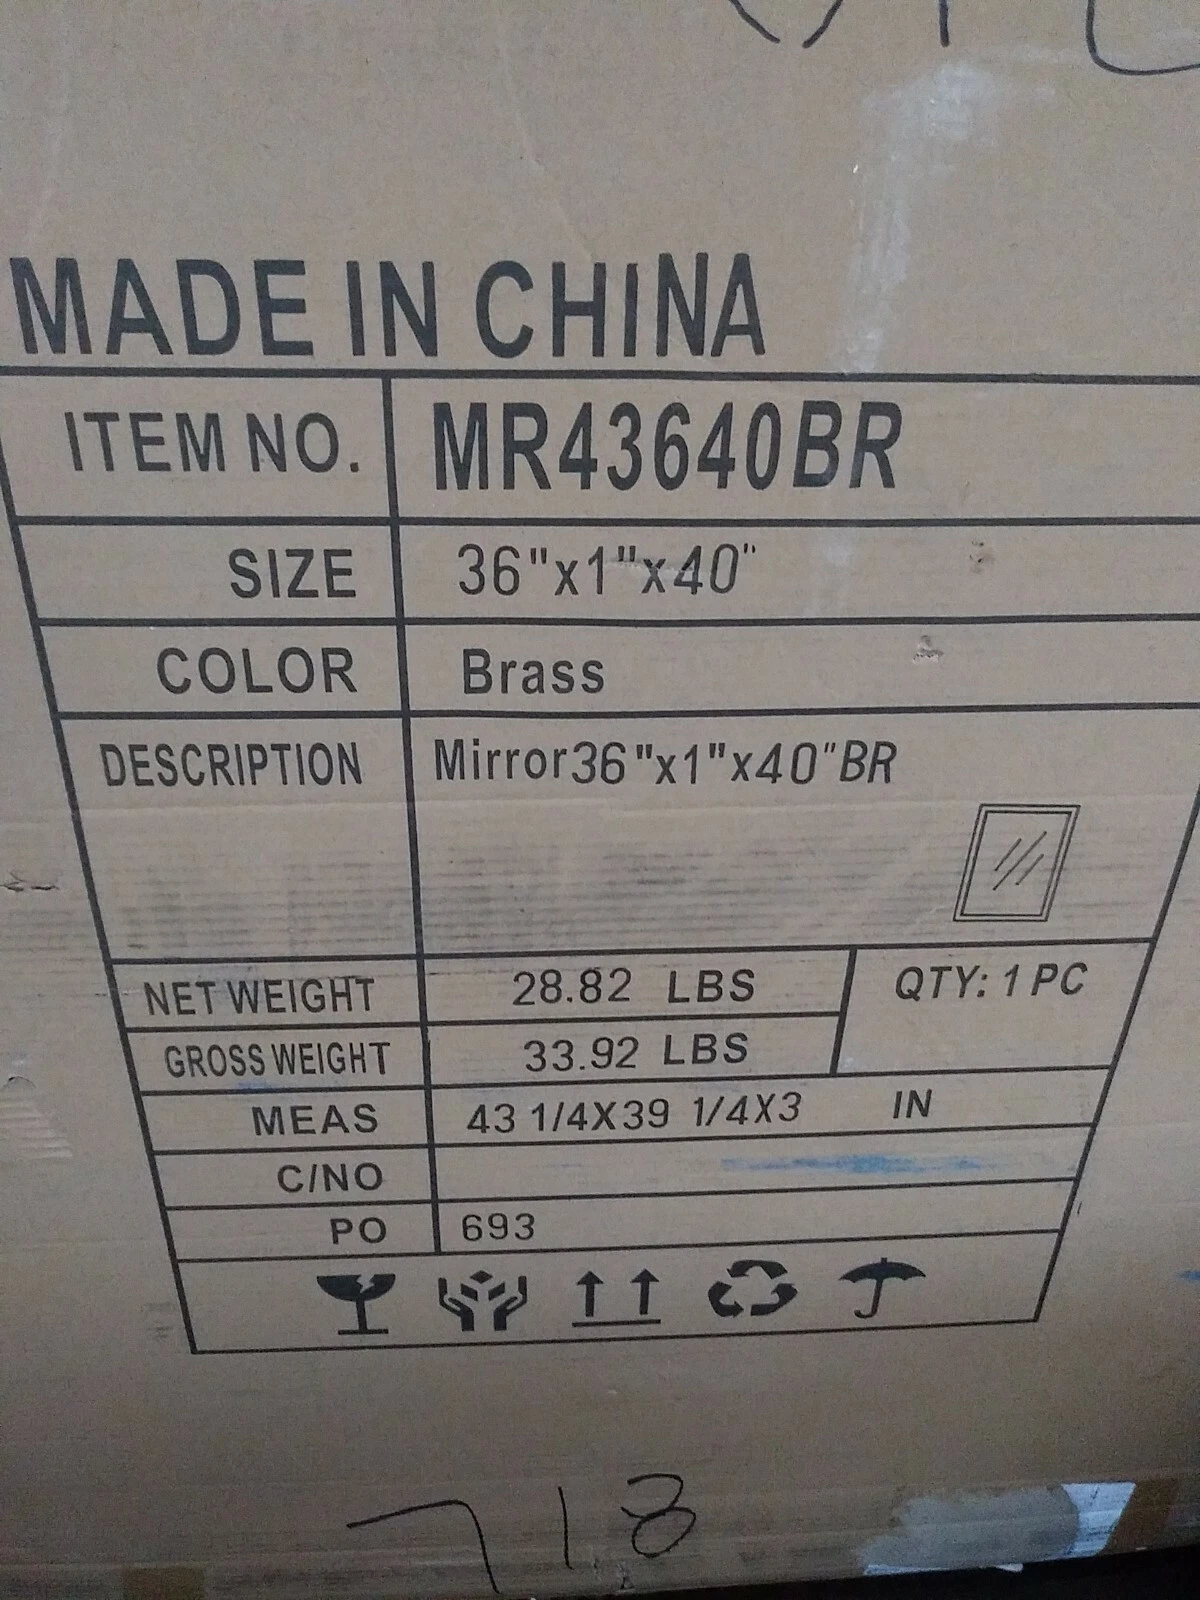 MADE IN CHINA
ITEM NO. MR43640BR
SIZE 36"x1"x40"
COLOR Brass
DESCRIPTION Mirror36"x1"x40"BR
NET WEIGHT 28.82 LBS QTY: 1 PC
GROSS WEIGHT 33.92 LBS
MEAS 43 1/4X39 1/4X3 IN
C/NO
PO 693
718